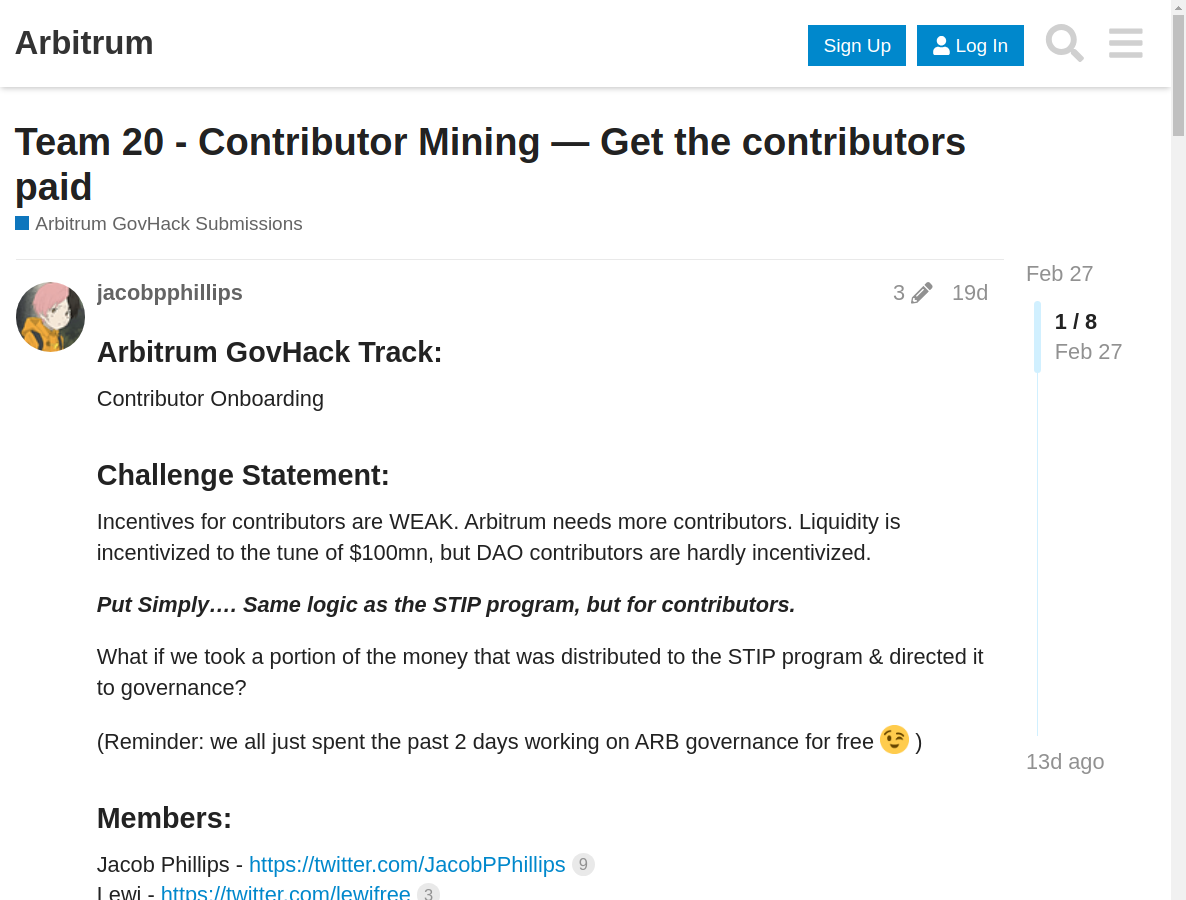 Arbitrum
Sign Up
Log In
Team 20 - Contributor Mining — Get the contributors
paid
Arbitrum GovHack Submissions
jacobpphillips
3
19d
Feb 27
1 / 8
Feb 27
Arbitrum GovHack Track:
Contributor Onboarding
Challenge Statement:
Incentives for contributors are WEAK. Arbitrum needs more contributors. Liquidity is
incentivized to the tune of $100mn, but DAO contributors are hardly incentivized.
Put Simply…. Same logic as the STIP program, but for contributors.
What if we took a portion of the money that was distributed to the STIP program & directed it
to governance?
(Reminder: we all just spent the past 2 days working on ARB governance for free 😉 )
13d ago
Members:
Jacob Phillips - https://twitter.com/JacobPPhillips 9
Lewi - https://twitter.com/lewifree 3